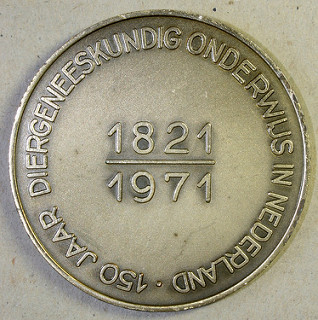 150 JAAR DIERGENEESKUNDIG ONDERWIJS IN NEDERLAND ·
1821
1971